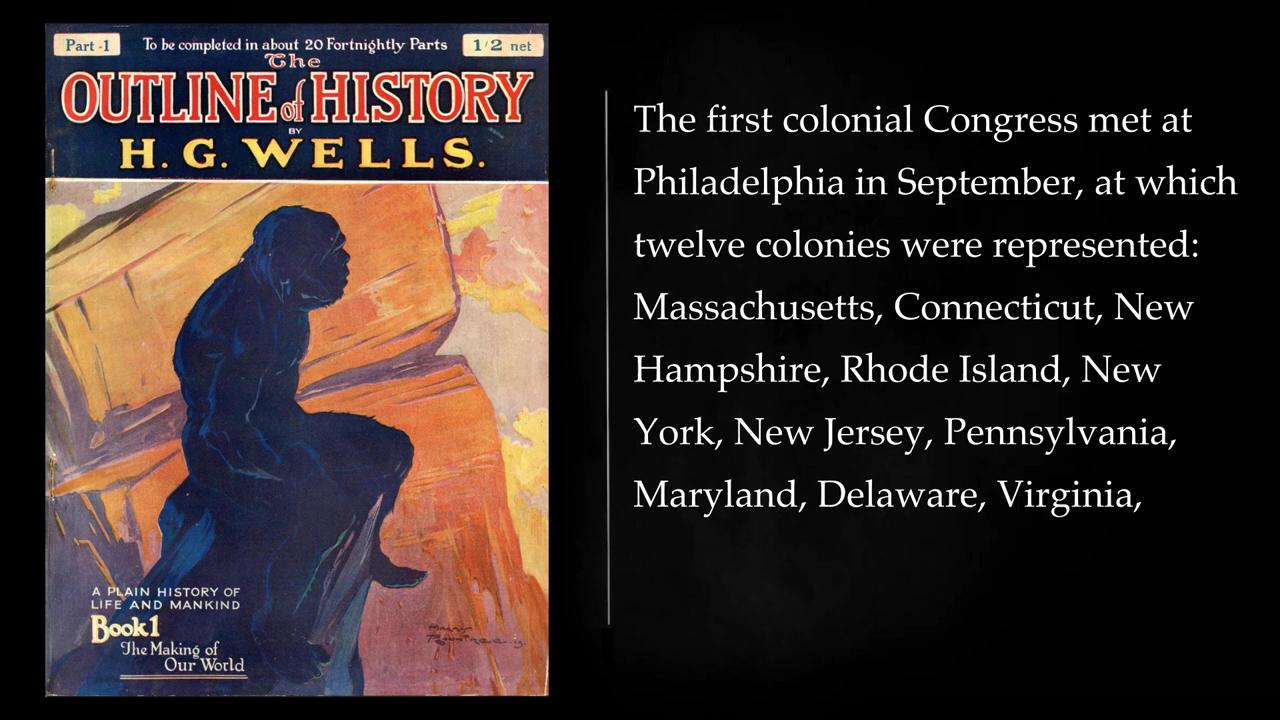 Part -1
To be completed in about 20 Fortnightly Parts
1/2 net
The
OUTLINE of HISTORY
BY
H. G. WELLS.
A PLAIN HISTORY OF
LIFE AND MANKIND
Book 1
The Making of
Our World
The first colonial Congress met at
Philadelphia in September, at which
twelve colonies were represented:
Massachusetts, Connecticut, New
Hampshire, Rhode Island, New
York, New Jersey, Pennsylvania,
Maryland, Delaware, Virginia,